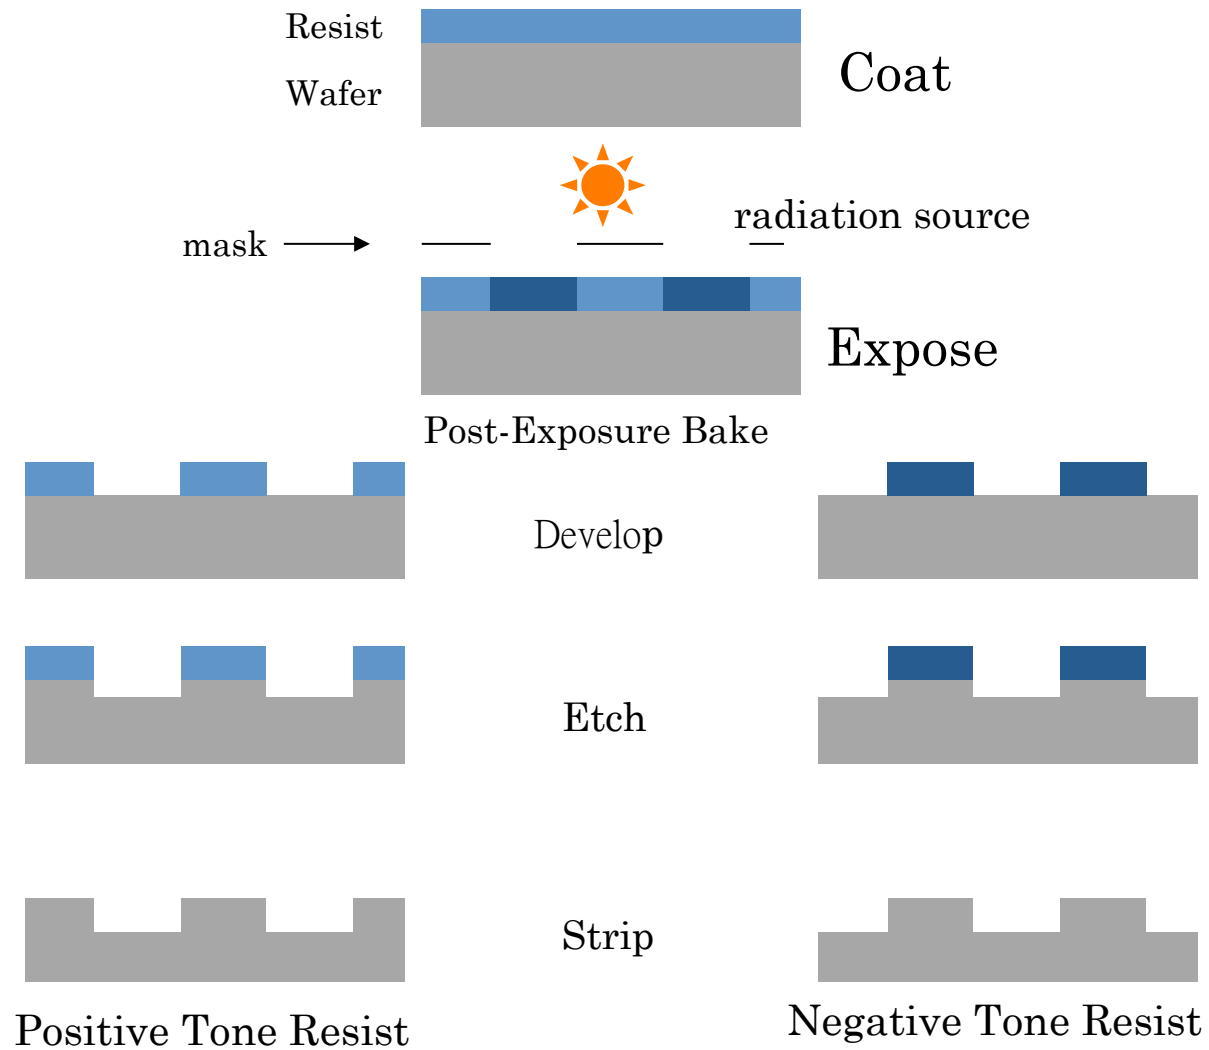 Resist
Wafer
Coat
radiation source
mask
Expose
Post-Exposure Bake
Develop
Etch
Strip
Positive Tone Resist
Negative Tone Resist